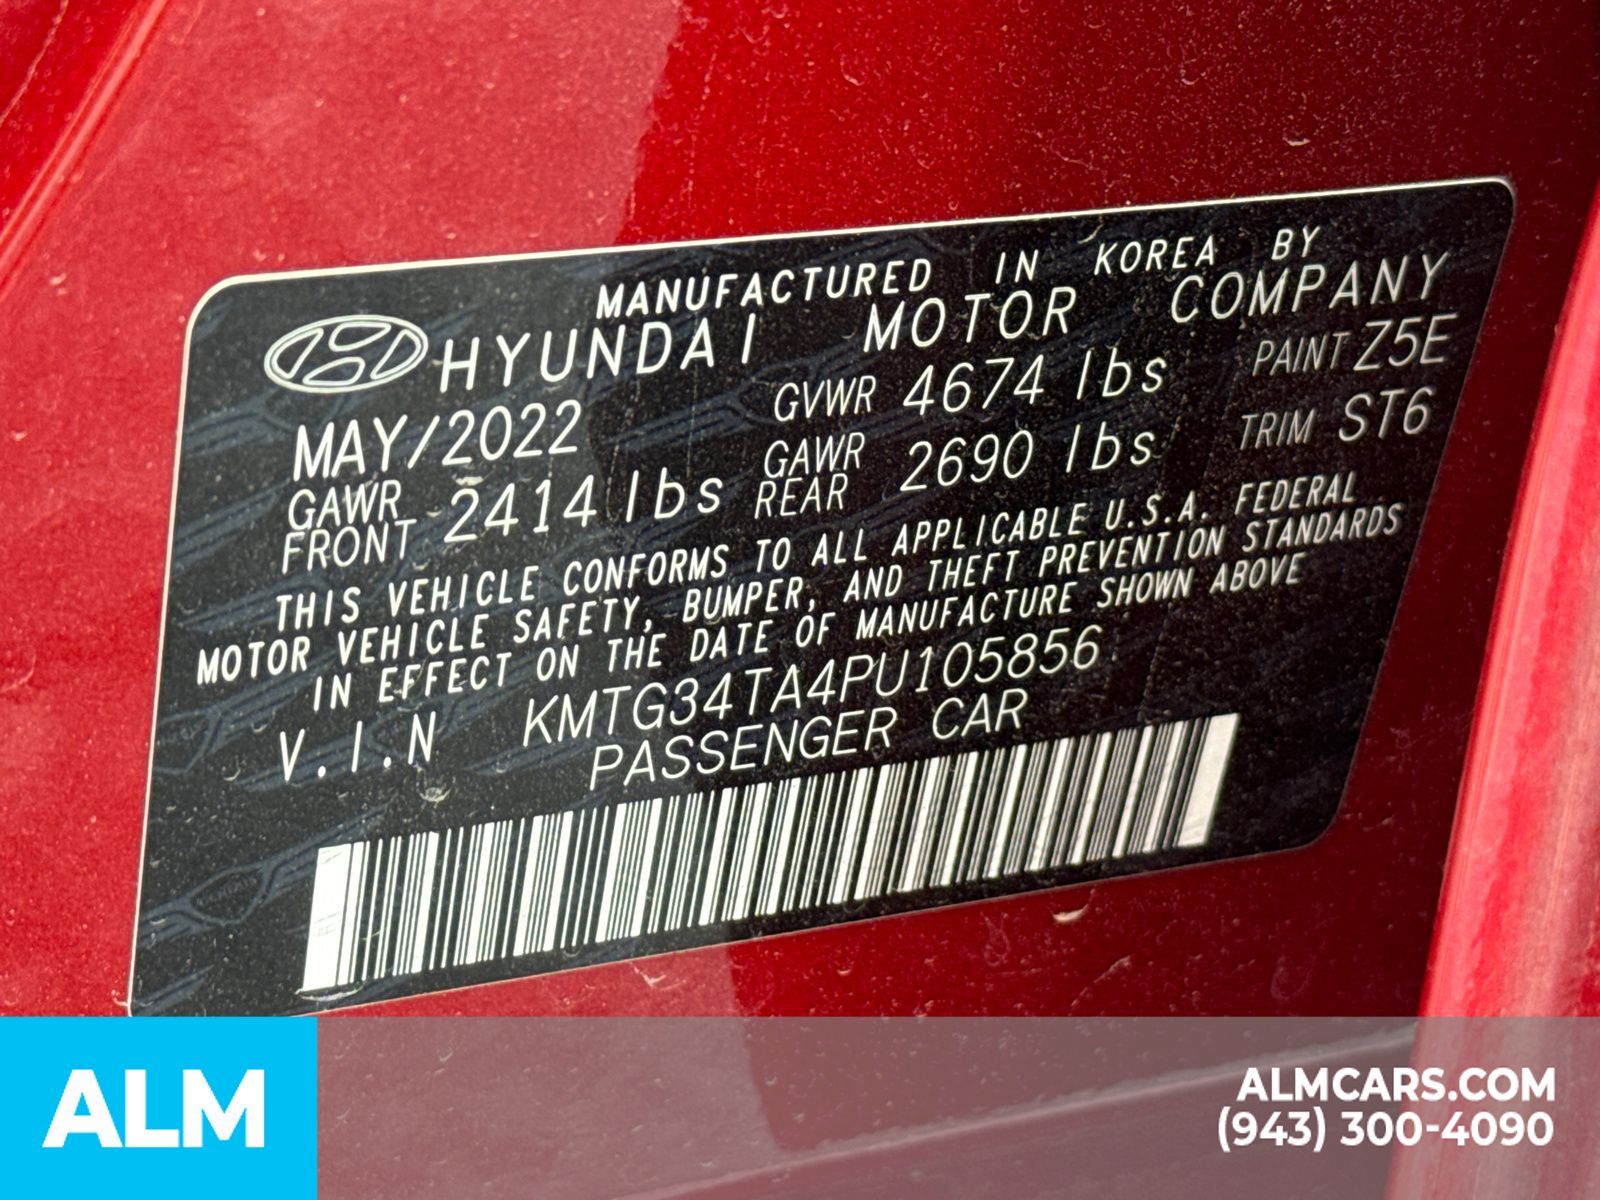 MANUFACTURED IN KOREA BY
HYUNDAI MOTOR COMPANY
MAY/2022 GVWR 4674 lbs PAINT Z5E
GAWR FRONT 2414 lbs GAWR REAR 2690 lbs TRIM ST6
THIS VEHICLE CONFORMS TO ALL APPLICABLE U.S.A. FEDERAL
MOTOR VEHICLE SAFETY, BUMPER, AND THEFT PREVENTION STANDARDS
IN EFFECT ON THE DATE OF MANUFACTURE SHOWN ABOVE
V.I.N KMTG34TA4PU105856
PASSENGER CAR
ALM
ALMCARS.COM
(943) 300-4090